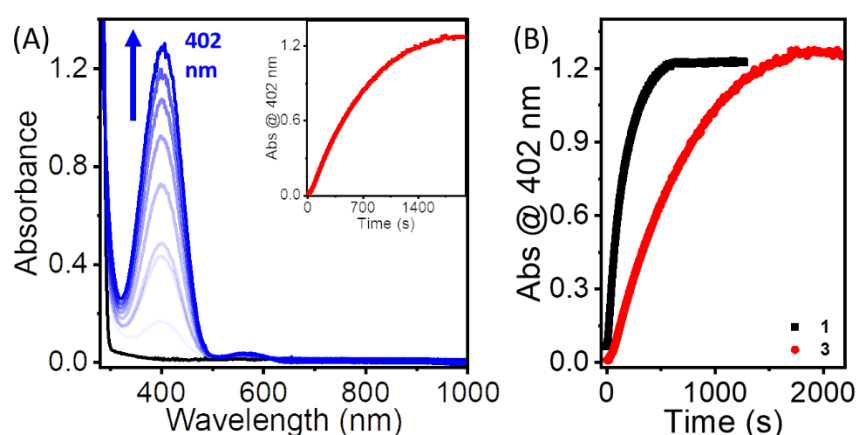 (A)
402
nm
Absorbance
1.2
0.8
0.4
0.0
400
600
800
1000
Wavelength (nm)
Abs @ 402 nm
1.2
0.6
0.0
0
700
1400
Time (s)
(B)
Abs @ 402 nm
1.2
0.9
0.6
0.3
0.0
0
1000
2000
Time (s)
1
3